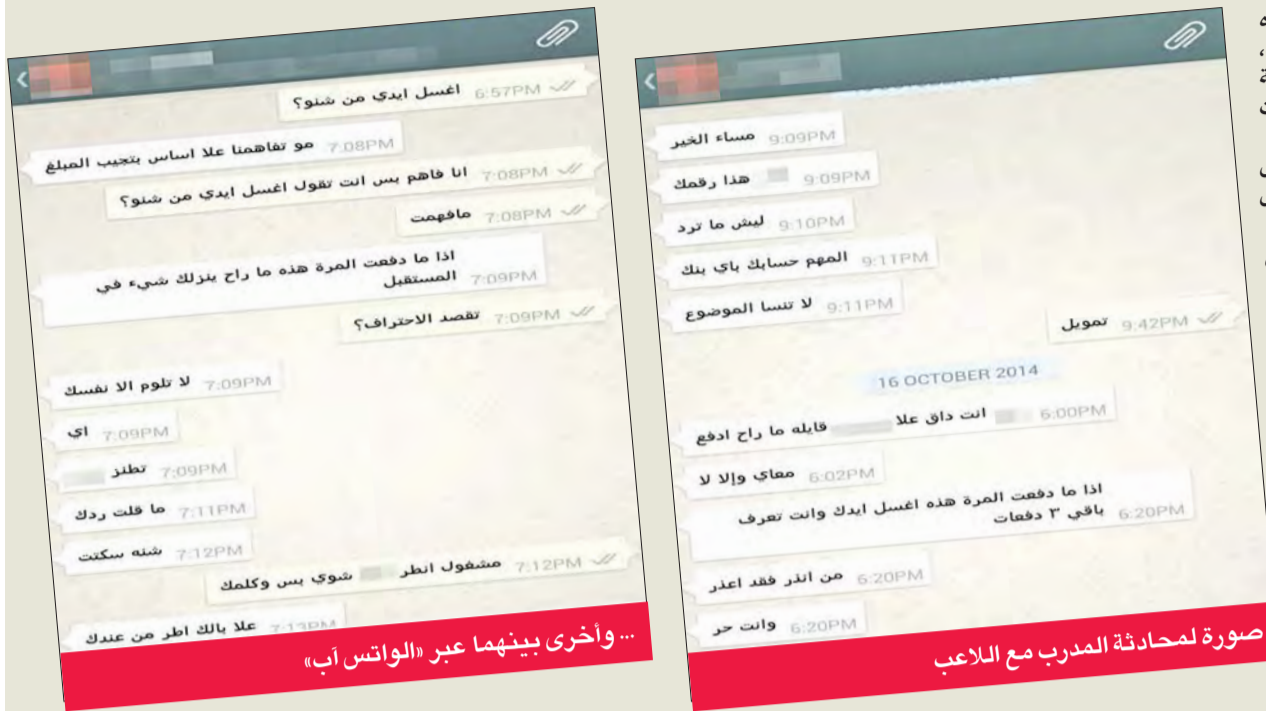 مساء الخير 9:09PM
هذا رقمك 9:09PM
ليش ما ترد 9:10PM
المهم حسابك باي بنك 9:11PM
لا تنسا الموضوع 9:11PM
تمويل 9:42PM
16 OCTOBER 2014
انت داق علا قايله ما راح ادفع 6:00PM
معاي وإلا لا 6:02PM
اذا ما دفعت المرة هذه اغسل ايدك وانت تعرف
باقي ٣ دفعات 6:20PM
من انذر فقد اعذر 6:20PM
وانت حر 6:20PM
صورة لمحادثة المدرب مع اللاعب
اغسل ايدي من شنو؟ 6:57PM
مو تفاهمنا علا اساس بتجيب المبلغ 7:08PM
انا فاهم بس انت تقول اغسل ايدي من شنو؟ 7:08PM
مافهمت 7:08PM
اذا ما دفعت المرة هذه ما راح ينزلك شيء في
المستقبل 7:09PM
تقصد الاحتراف؟ 7:09PM
لا تلوم الا نفسك 7:09PM
اي 7:09PM
تطنز 7:09PM
ما قلت ردك 7:11PM
شنه سكتت 7:12PM
مشغول انطر شوي بس وكلمك 7:12PM
علا بالك اطر من عندك 7:13PM
... وأخرى بينهما عبر «الواتس آب»